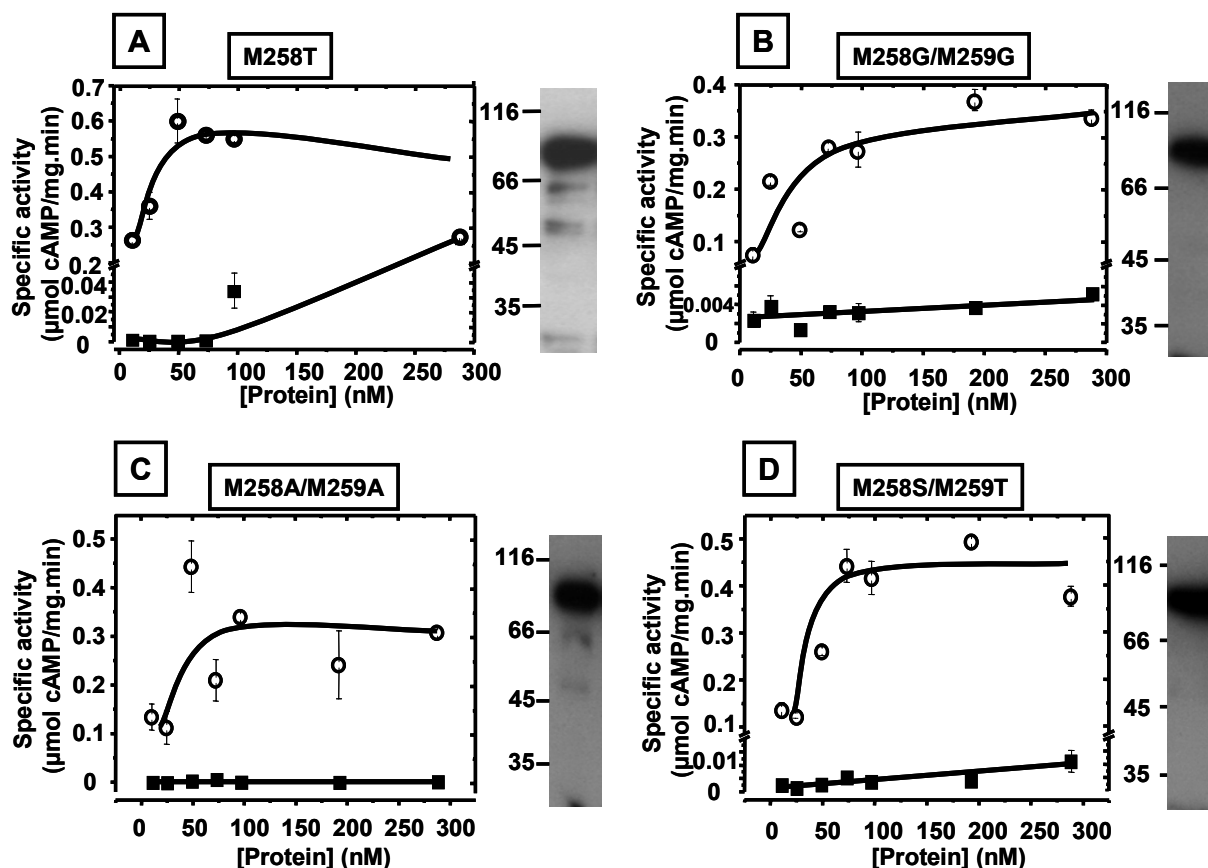 A
M258T
0.7
0.6
0.5
0.4
0.3
0.2
0.04
0.02
0
Specific activity
(µmol cAMP/mg.min)
0 50 100 150 200 250 300
[Protein] (nM)
116
66
45
35
B
M258G/M259G
0.4
0.3
0.2
0.1
0.004
0
Specific activity
(µmol cAMP/mg.min)
0 50 100 150 200 250 300
[Protein] (nM)
116
66
45
35
C
M258A/M259A
0.5
0.4
0.3
0.2
0.1
0
Specific activity
(µmol cAMP/mg.min)
0 50 100 150 200 250 300
[Protein] (nM)
116
66
45
35
D
M258S/M259T
0.5
0.4
0.3
0.2
0.1
0.01
0
Specific activity
(µmol cAMP/mg.min)
0 50 100 150 200 250 300
[Protein] (nM)
116
66
45
35